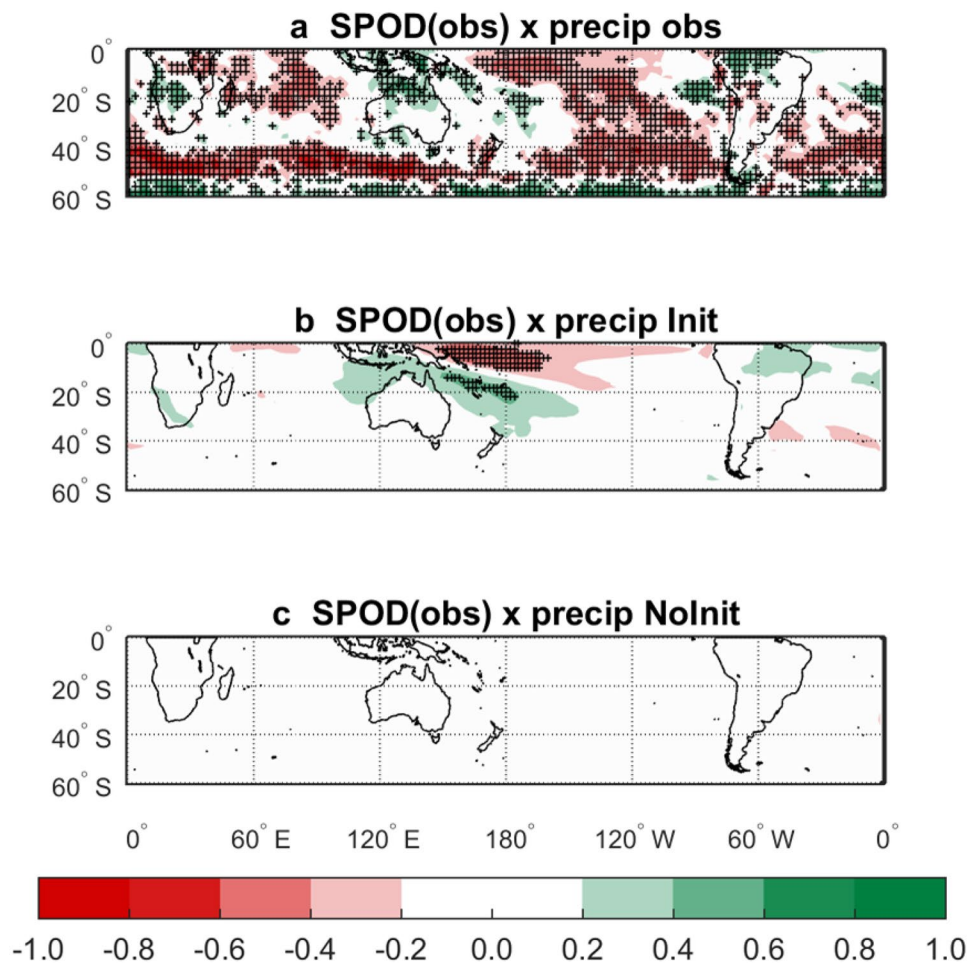 a SPOD(obs) x precip obs
0°
20° S
40° S
60° S
b SPOD(obs) x precip Init
0°
20° S
40° S
60° S
c SPOD(obs) x precip NoInit
0°
20° S
40° S
60° S
0° 60° E 120° E 180° 120° W 60° W 0°
-1.0 -0.8 -0.6 -0.4 -0.2 0.0 0.2 0.4 0.6 0.8 1.0